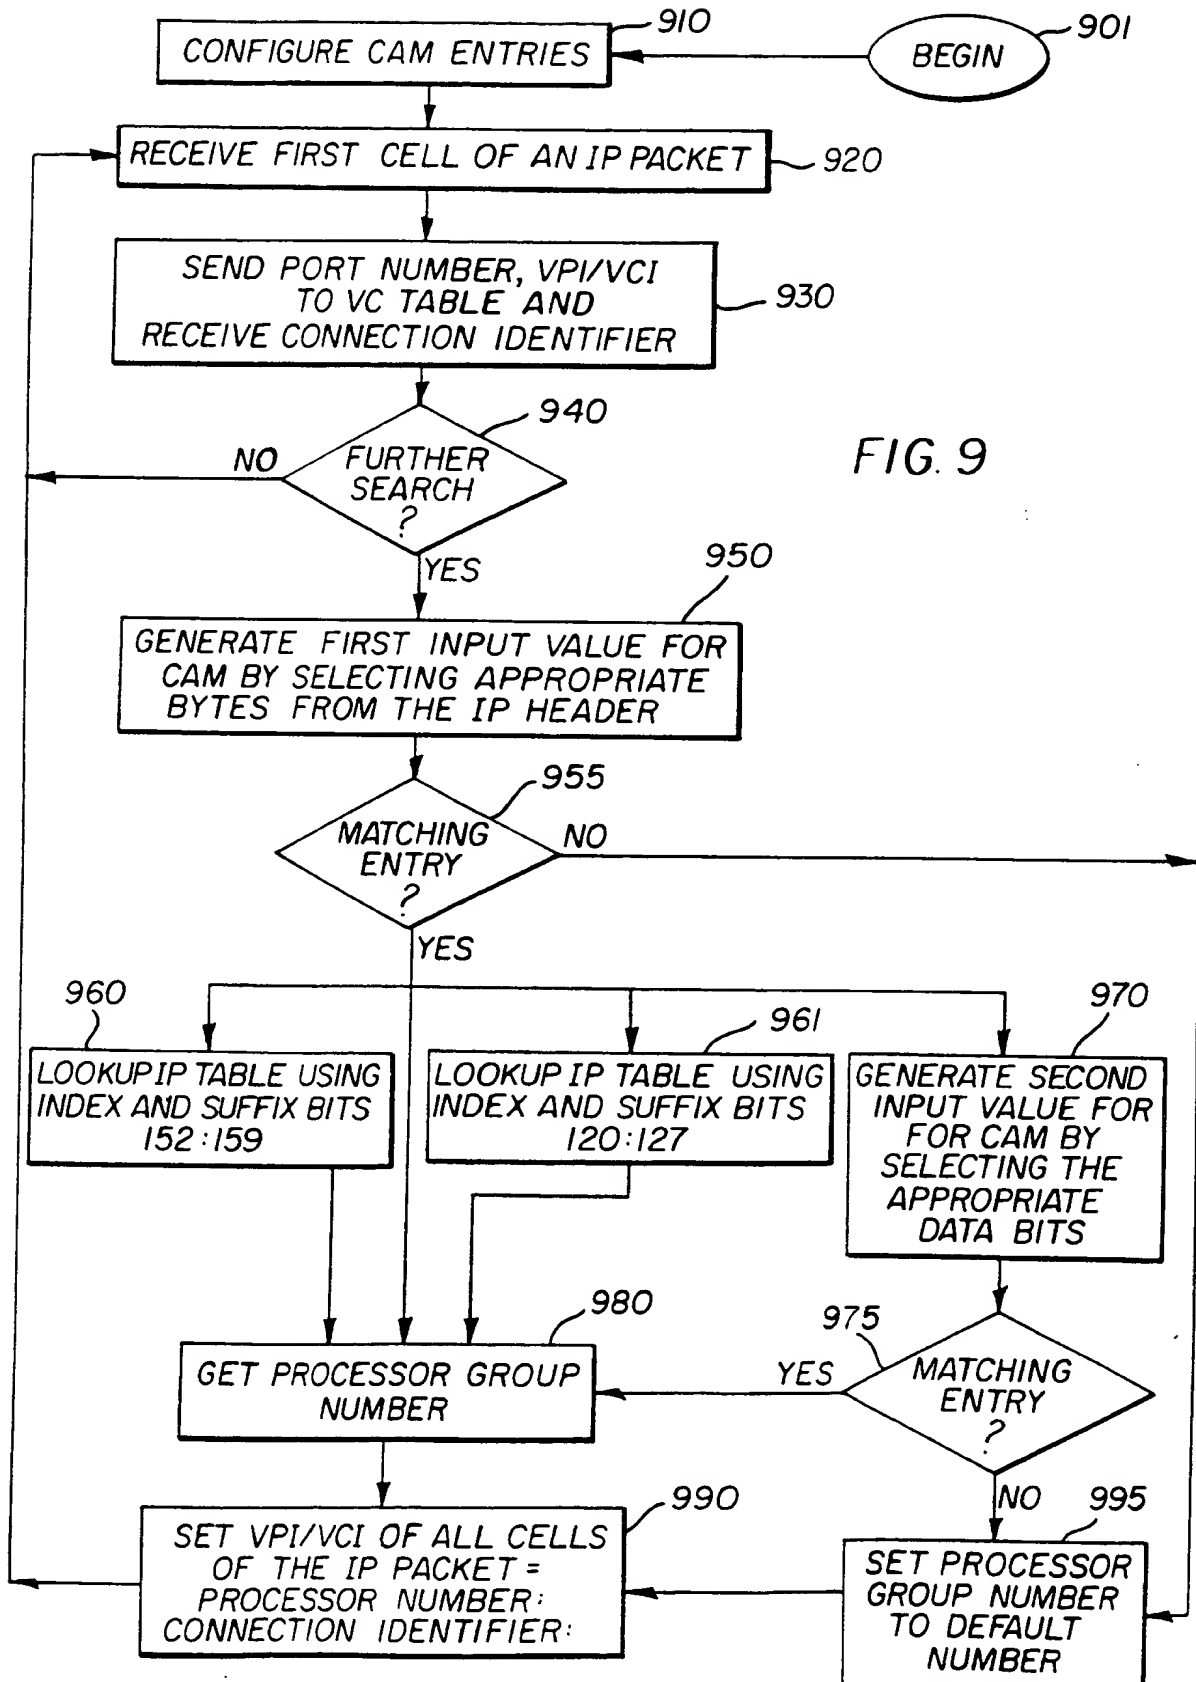 910
901
CONFIGURE CAM ENTRIES
BEGIN
RECEIVE FIRST CELL OF AN IP PACKET
920
SEND PORT NUMBER, VPI/VCI
TO VC TABLE AND
RECEIVE CONNECTION IDENTIFIER
930
940
FURTHER
SEARCH
?
NO
YES
FIG. 9
950
GENERATE FIRST INPUT VALUE FOR
CAM BY SELECTING APPROPRIATE
BYTES FROM THE IP HEADER
955
MATCHING
ENTRY
?
NO
YES
960
LOOKUP IP TABLE USING
INDEX AND SUFFIX BITS
152:159
961
LOOKUP IP TABLE USING
INDEX AND SUFFIX BITS
120:127
970
GENERATE SECOND
INPUT VALUE FOR
FOR CAM BY
SELECTING THE
APPROPRIATE
DATA BITS
980
GET PROCESSOR GROUP
NUMBER
975
YES
MATCHING
ENTRY
?
NO
990
SET VPI/VCI OF ALL CELLS
OF THE IP PACKET =
PROCESSOR NUMBER:
CONNECTION IDENTIFIER:
995
SET PROCESSOR
GROUP NUMBER
TO DEFAULT
NUMBER